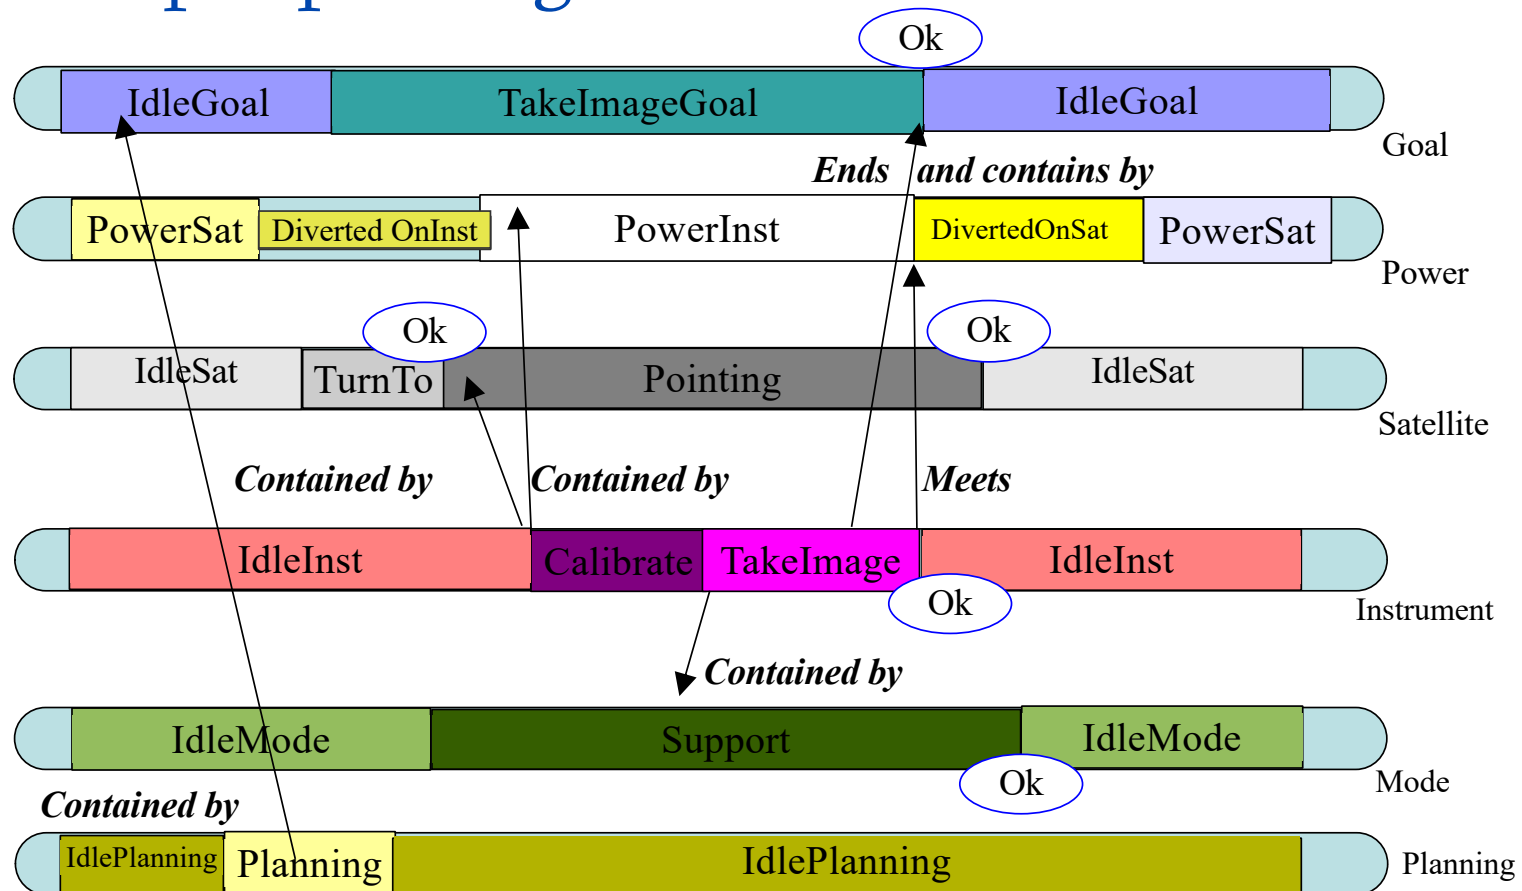 Ok
IdleGoal TakeImageGoal IdleGoal
Goal
Ends and contains by
PowerSat Diverted OnInst PowerInst DivertedOnSat PowerSat
Power
Ok Ok
IdleSat TurnTo Pointing IdleSat
Satellite
Contained by Contained by Meets
IdleInst Calibrate TakeImage IdleInst
Ok
Instrument
Contained by
IdleMode Support IdleMode
Ok
Mode
Contained by
IdlePlanning Planning IdlePlanning Planning